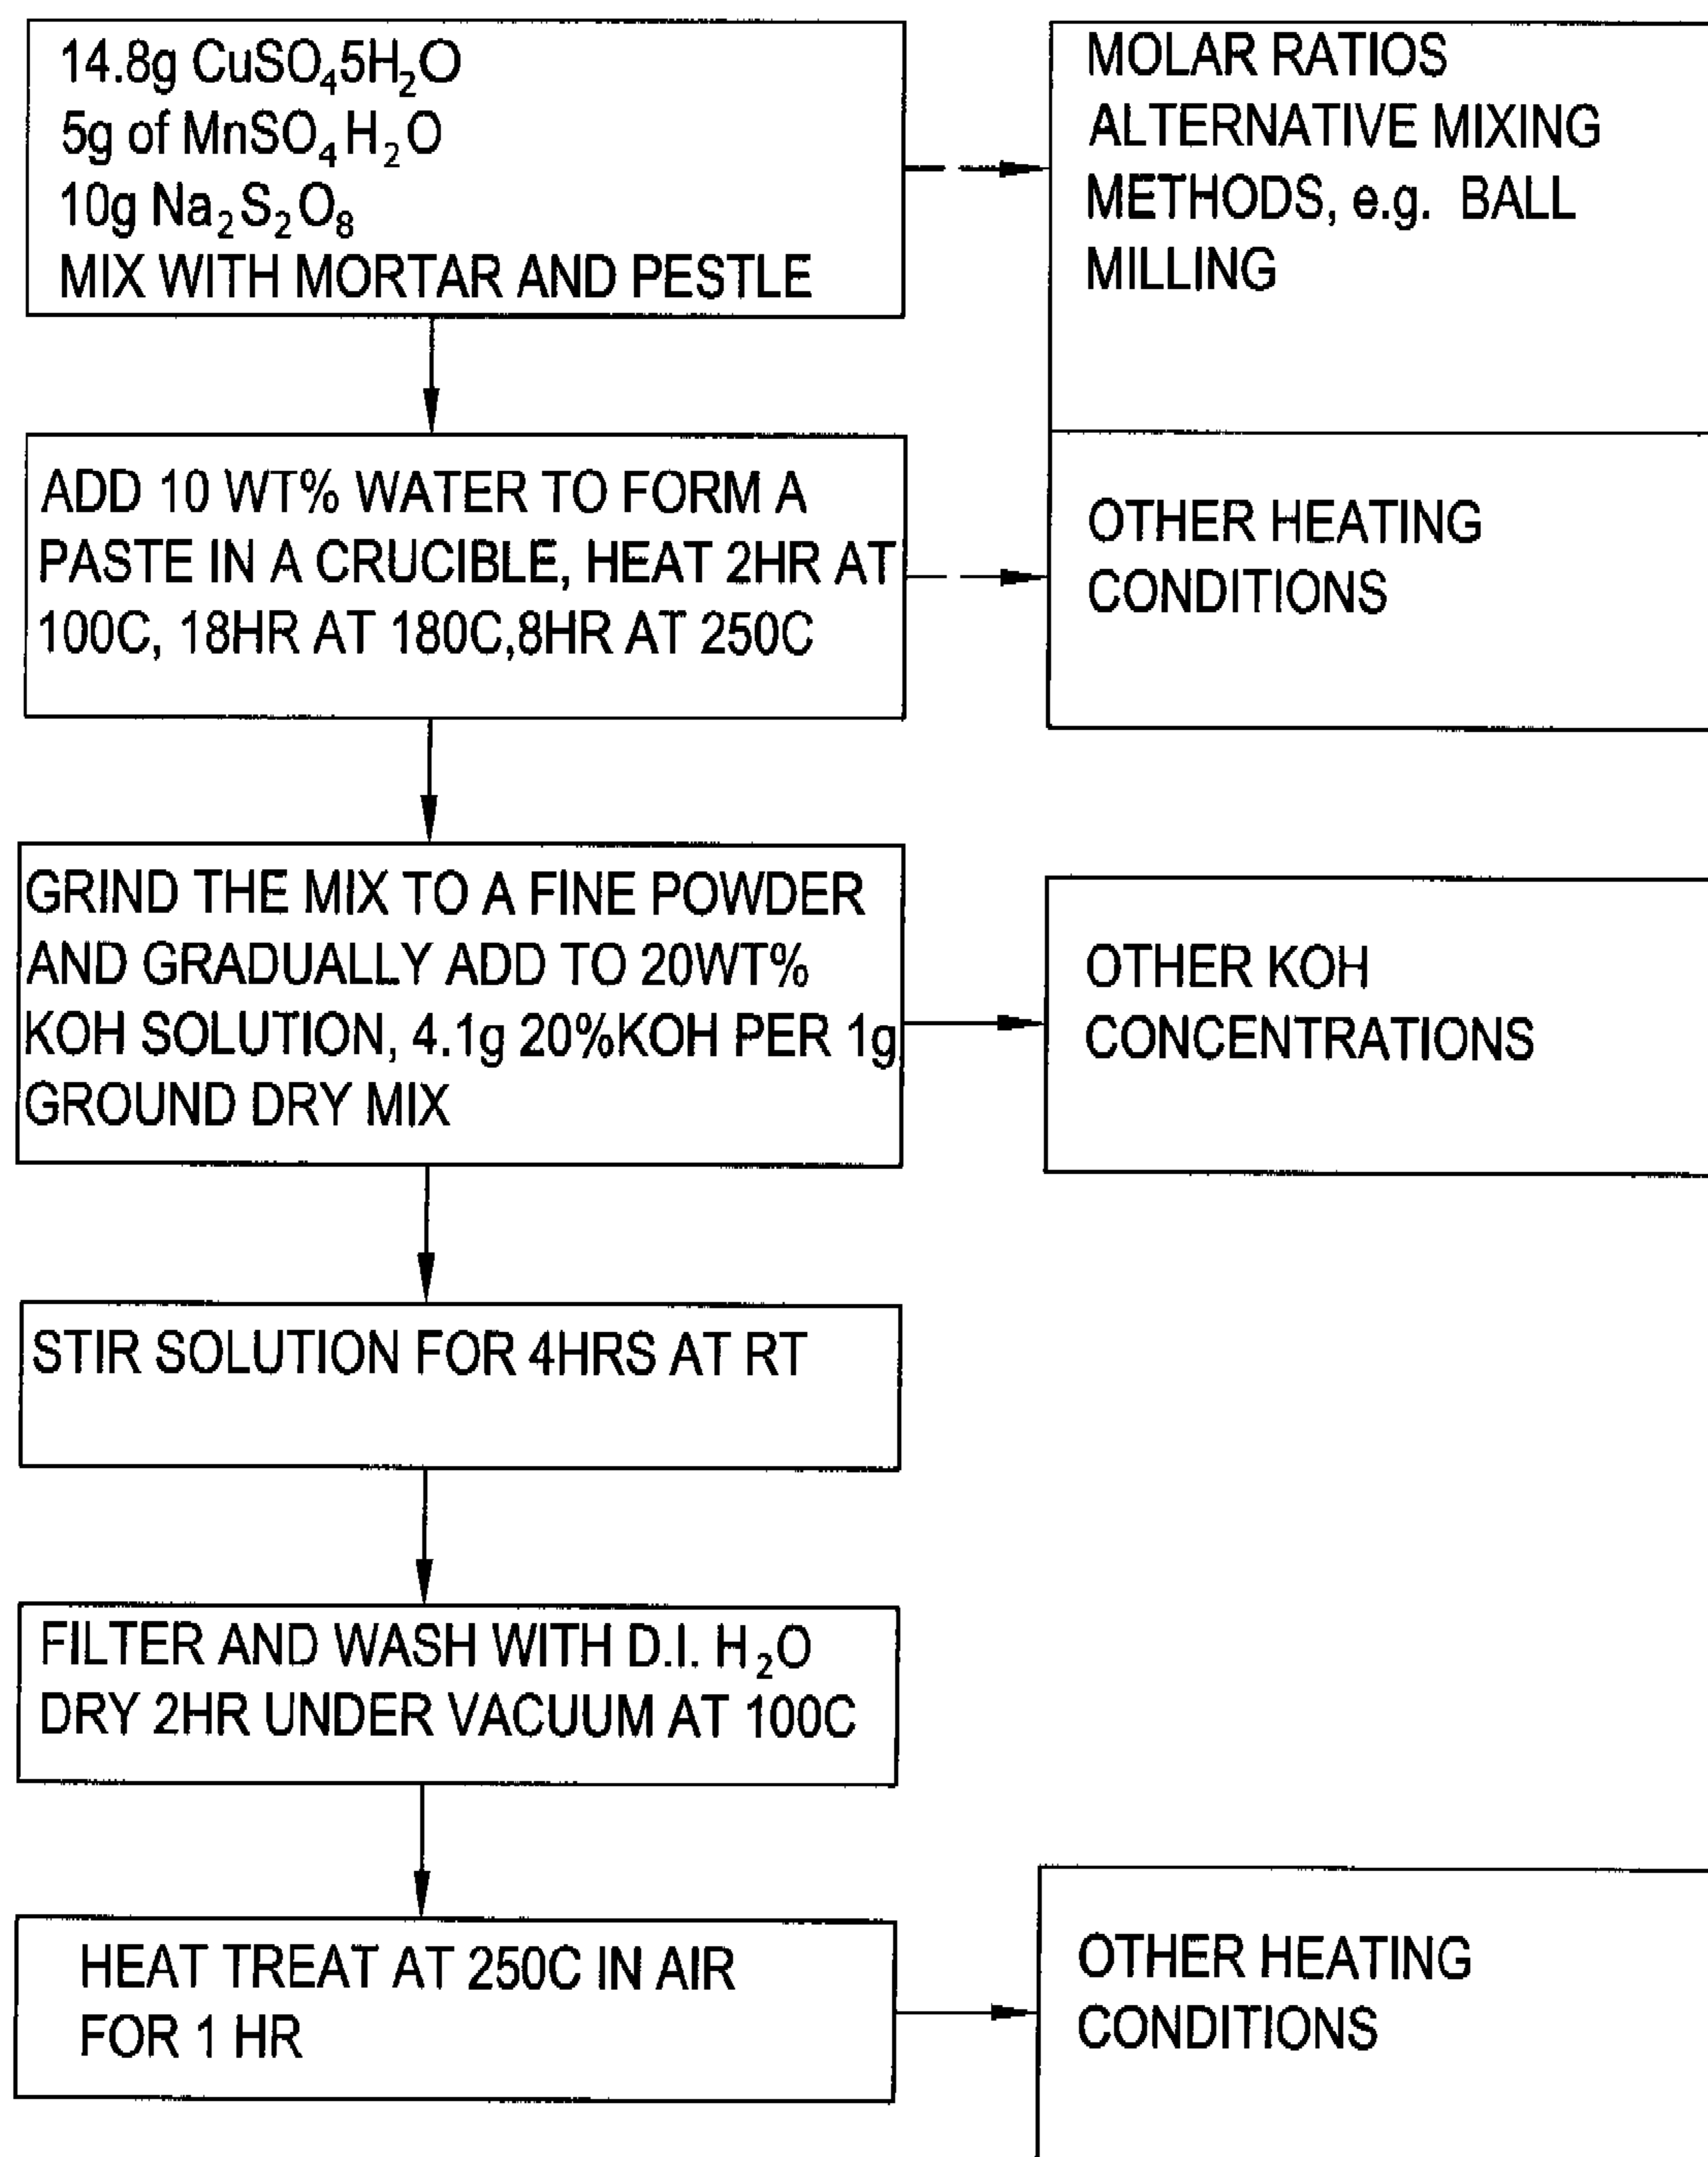 14.8g CuSO₄5H₂O
5g of MnSO₄H₂O
10g Na₂S₂O₈
MIX WITH MORTAR AND PESTLE
MOLAR RATIOS
ALTERNATIVE MIXING
METHODS, e.g. BALL
MILLING
ADD 10 WT% WATER TO FORM A
PASTE IN A CRUCIBLE, HEAT 2HR AT
100C, 18HR AT 180C,8HR AT 250C
OTHER HEATING
CONDITIONS
GRIND THE MIX TO A FINE POWDER
AND GRADUALLY ADD TO 20WT%
KOH SOLUTION, 4.1g 20%KOH PER 1g
GROUND DRY MIX
OTHER KOH
CONCENTRATIONS
STIR SOLUTION FOR 4HRS AT RT
FILTER AND WASH WITH D.I. H₂O
DRY 2HR UNDER VACUUM AT 100C
HEAT TREAT AT 250C IN AIR
FOR 1 HR
OTHER HEATING
CONDITIONS